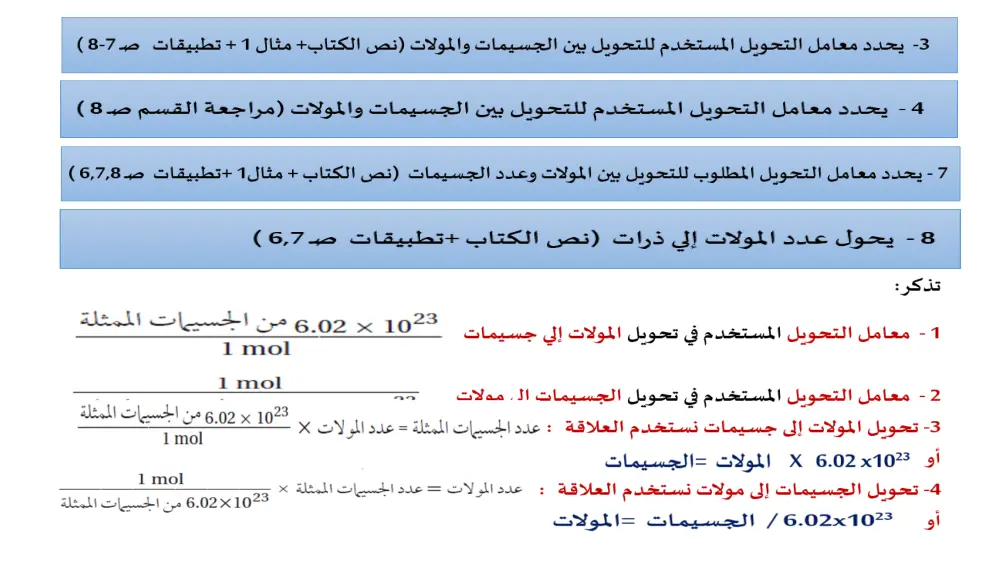 3- يحدد معامل التحويل المستخدم للتحويل بين الجسيمات والمولات (نص الكتاب+ مثال 1 + تطبيقات صـ 7-8 )
4 - يحدد معامل التحويل المستخدم للتحويل بين الجسيمات والمولات (مراجعة القسم صـ 8 )
7 - يحدد معامل التحويل المطلوب للتحويل بين المولات وعدد الجسيمات (نص الكتاب + مثال1 +تطبيقات صـ 6,7,8 )
8 - يحول عدد المولات إلي ذرات (نص الكتاب +تطبيقات صـ 6,7 )
تذكر:
1 - معامل التحويل المستخدم في تحويل المولات إلي جسيمات
6.02 × 10²³ من الجسيمات الممثلة
1 mol
2 - معامل التحويل المستخدم في تحويل الجسيمات إلى مولات
1 mol
3- تحويل المولات إلى جسيمات نستخدم العلاقة : عدد الجسيمات الممثلة = عدد المولات ×
6.02 × 10²³ من الجسيمات الممثلة
1 mol
أو الجسيمات= المولات X 6.02 x10²³
4- تحويل الجسيمات إلى مولات نستخدم العلاقة : عدد المولات = عدد الجسيمات الممثلة ×
1 mol
6.02×10²³ من الجسيمات الممثلة
أو المولات= الجسيمات / 6.02x10²³